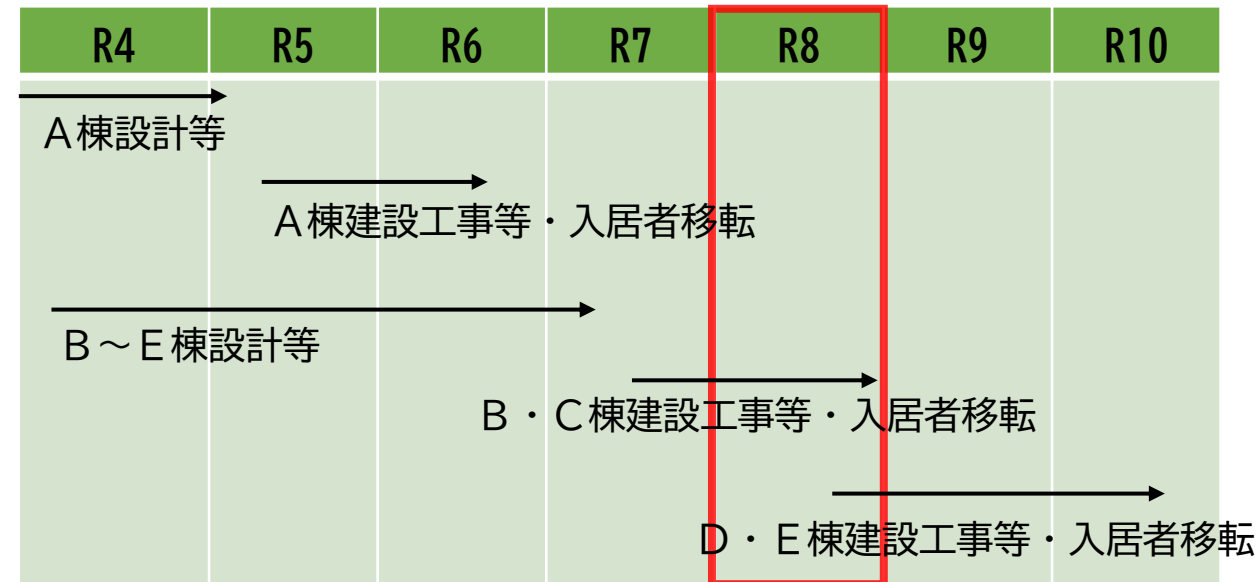 R4 R5 R6 R7 R8 R9 R10
A棟設計等
A棟建設工事等・入居者移転
B～E棟設計等
B・C棟建設工事等・入居者移転
D・E棟建設工事等・入居者移転